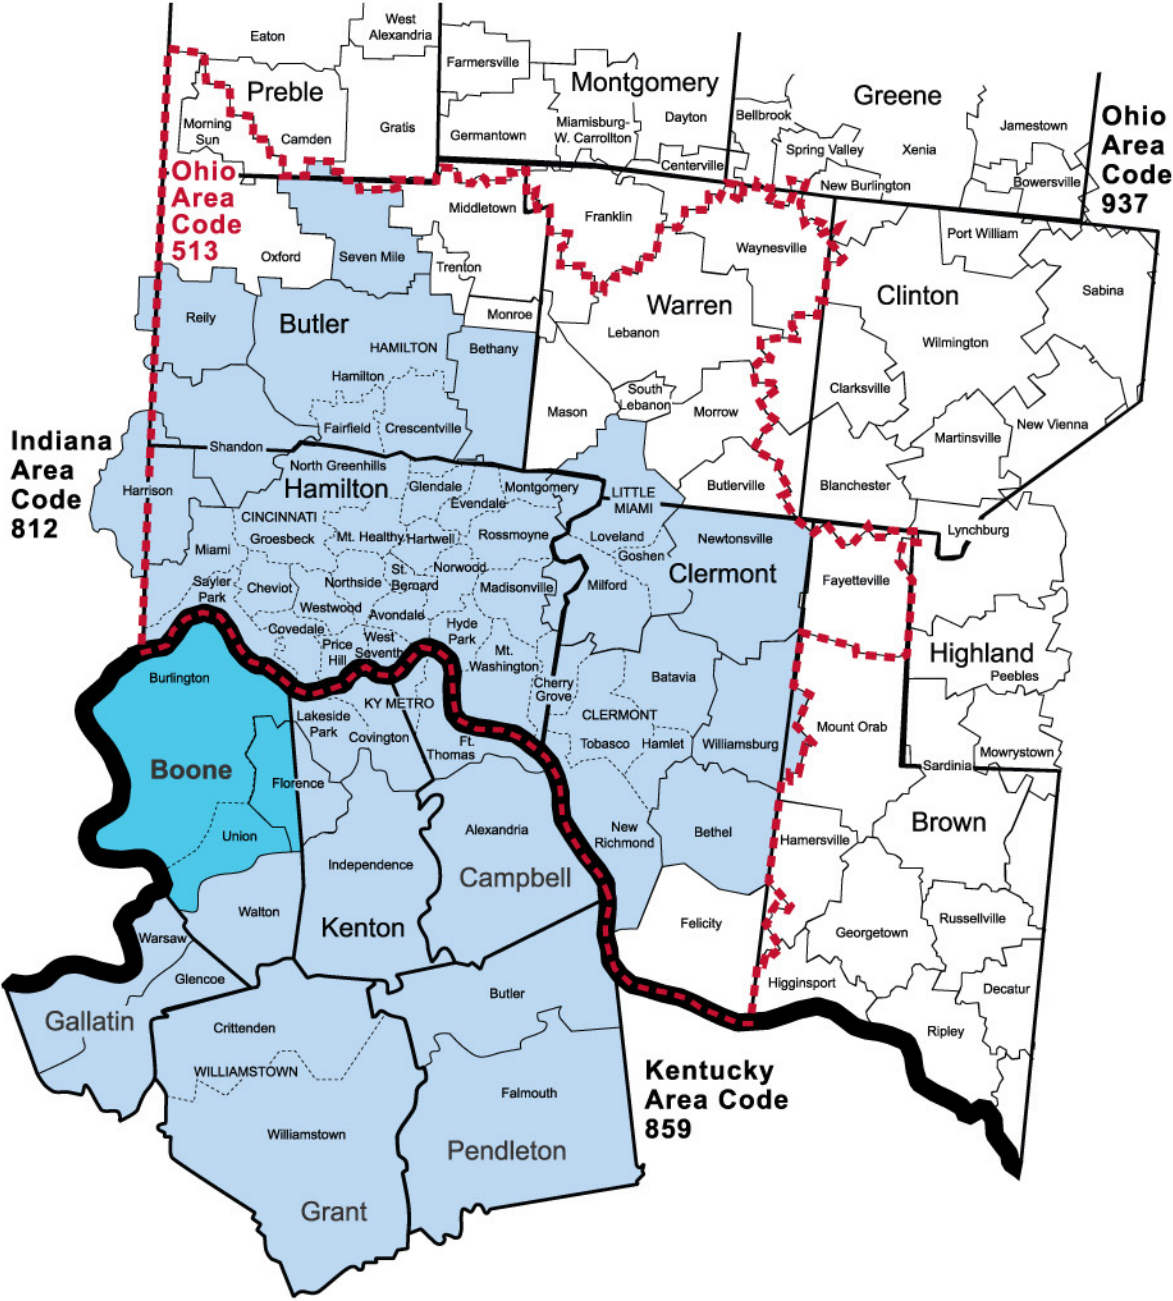 Eaton
West
Alexandria
Farmersville
Montgomery
Greene
Preble
Ohio
Area
Code
937
Morning
Sun
Camden
Gratis
Germantown
Miamisburg-
W. Carrollton
Dayton
Bellbrook
Spring Valley
Xenia
Jamestown
Centerville
Bowersville
New Burlington
Ohio
Area
Code
513
Middletown
Franklin
Waynesville
Port William
Oxford
Seven Mile
Trenton
Sabina
Reily
Butler
Monroe
Warren
Clinton
Lebanon
Wilmington
HAMILTON
Bethany
Hamilton
South
Lebanon
Clarksville
Mason
Morrow
Fairfield
Crescentville
New Vienna
Martinsville
Indiana
Area
Code
812
Shandon
North Greenhills
Harrison
Hamilton
Glendale
Montgomery
Evendale
LITTLE
MIAMI
Butlerville
Blanchester
CINCINNATI
Groesbeck
Mt. Healthy
Hartwell
Rossmoyne
Loveland
Goshen
Newtonsville
Lynchburg
Miami
Sayler
Park
Cheviot
Northside
St.
Bernard
Norwood
Madisonville
Milford
Clermont
Fayetteville
Westwood
Avondale
Covedale
Price
Hill
West
Seventh
Hyde
Park
Mt.
Washington
Highland
Peebles
Burlington
Cherry
Grove
Batavia
KY METRO
Lakeside
Park
Covington
CLERMONT
Mount Orab
Ft.
Thomas
Tobasco
Hamlet
Williamsburg
Mowrystown
Boone
Florence
Sardinia
Union
Alexandria
New
Richmond
Bethel
Hamersville
Brown
Independence
Campbell
Walton
Kenton
Felicity
Georgetown
Russellville
Warsaw
Glencoe
Butler
Higginsport
Decatur
Gallatin
Crittenden
Ripley
WILLIAMSTOWN
Kentucky
Area Code
859
Falmouth
Williamstown
Pendleton
Grant